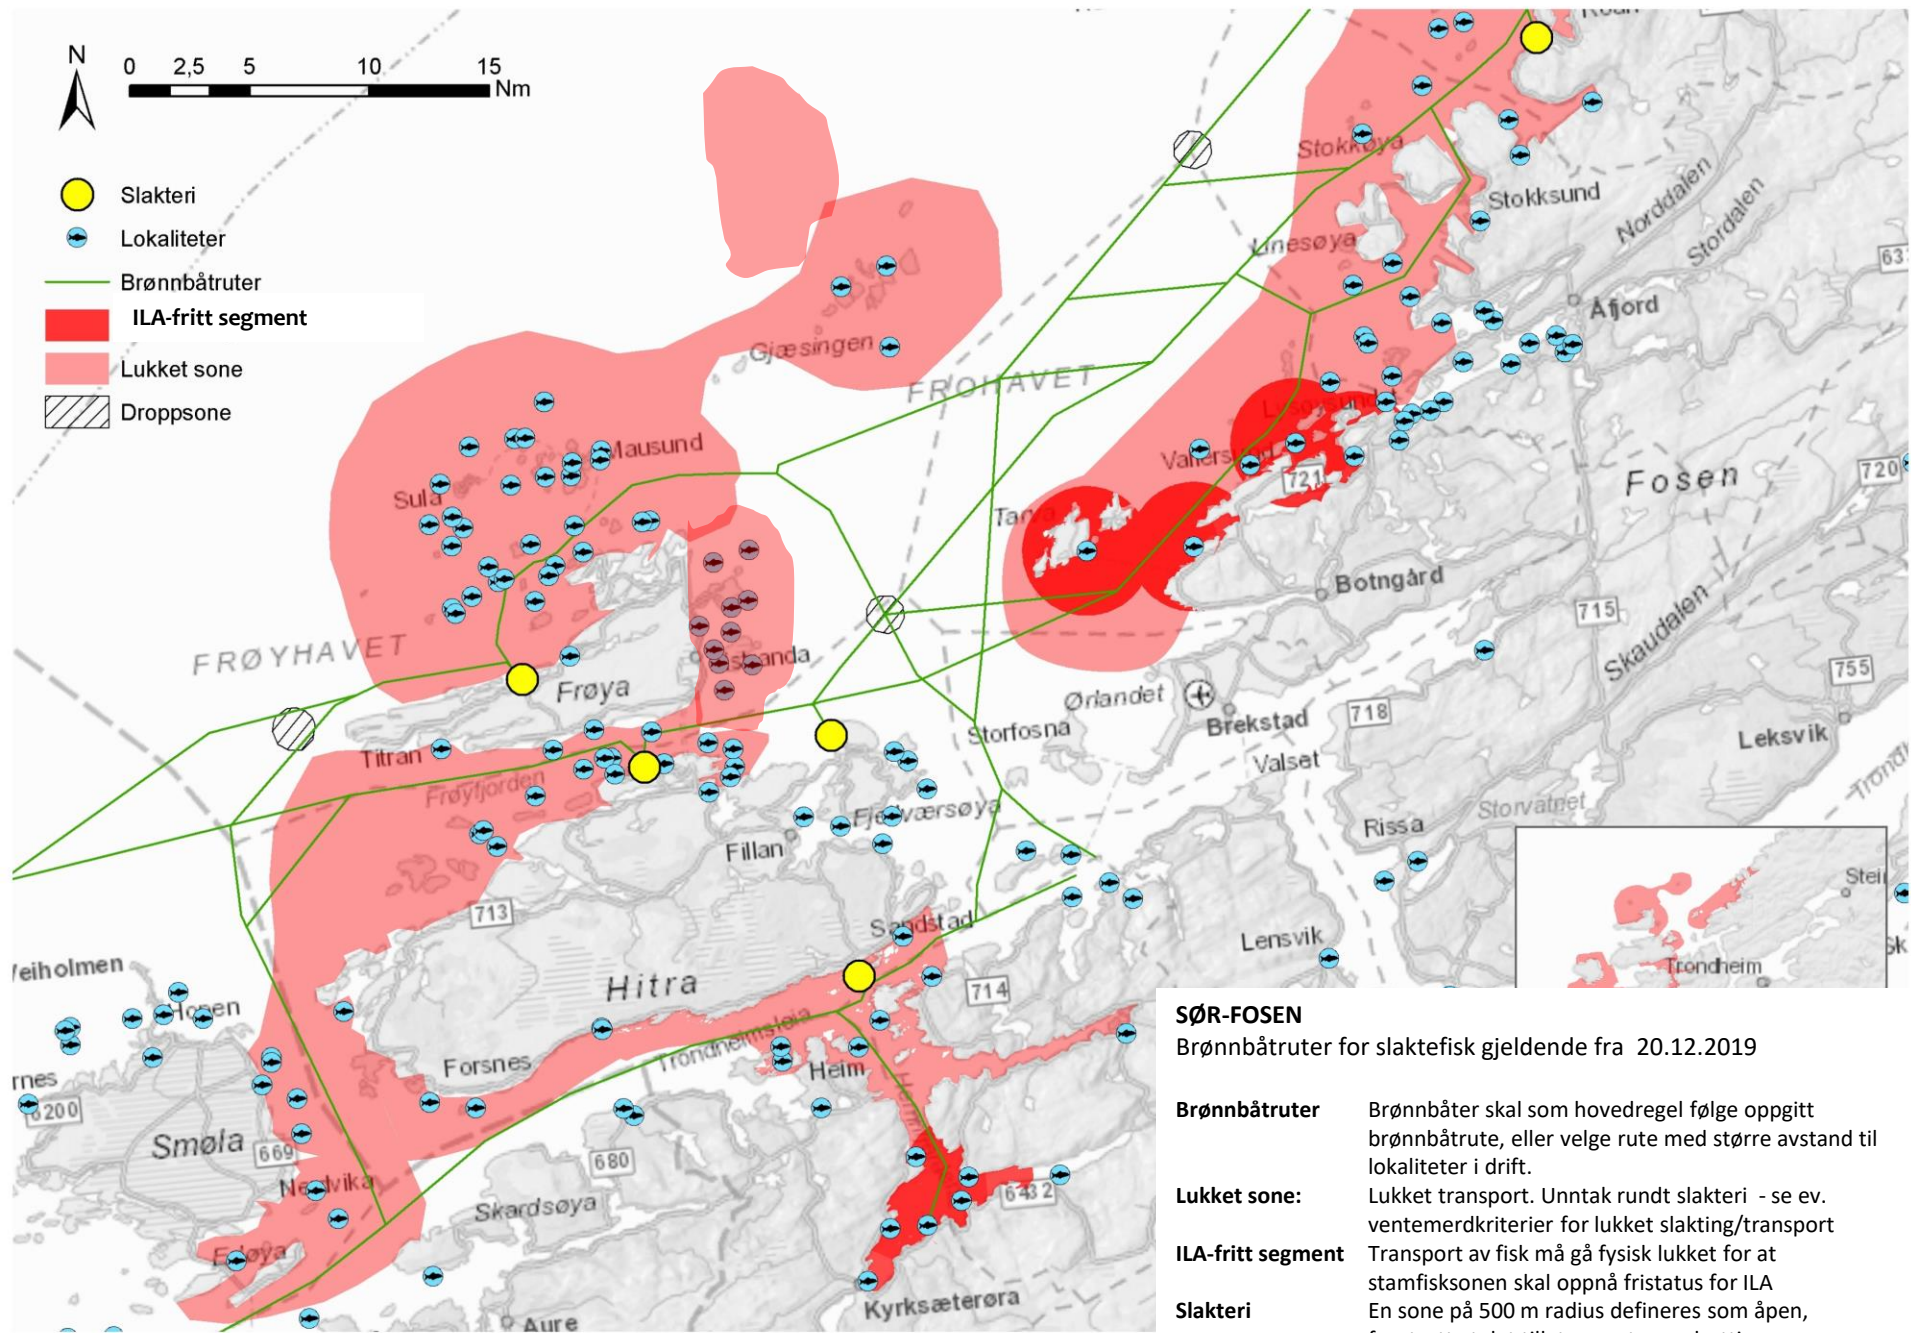 N
0 2,5 5 10 15
Nm
Slakteri
Lokaliteter
Brønnbåtruter
ILA-fritt segment
Lukket sone
Droppsone
Stokkøya
Stokksund
Norddalen
Stordalen
Linesøya
Åfjord
Gjæsingen
FROHAVET
Lysøysund
Mausund
Sula
721
Fosen
720
Tarva
Botngård
715
Skaudalen
755
FRØYHAVET
Frøya
Ørlandet
Brekstad
718
Leksvik
Storfosna
Valset
Titran
Frøyfjorden
Fjellværsøya
Storvatnet
Rissa
Fillan
713
Sandstad
Lensvik
Trondheim
Hitra
714
Hopen
Trondheimsleia
Forsnes
Heim
Smøla
669
680
6432
Nedvika
Skardsøya
Edøya
Kyrksæterøra
Aure
SØR-FOSEN
Brønnbåtruter for slaktefisk gjeldende fra 20.12.2019
Brønnbåtruter Brønnbåter skal som hovedregel følge oppgitt
brønnbåtrute, eller velge rute med større avstand til
lokaliteter i drift.
Lukket sone: Lukket transport. Unntak rundt slakteri - se ev.
ventemerdkriterier for lukket slakting/transport
ILA-fritt segment Transport av fisk må gå fysisk lukket for at
stamfisksonen skal oppnå fristatus for ILA
Slakteri En sone på 500 m radius defineres som åpen,